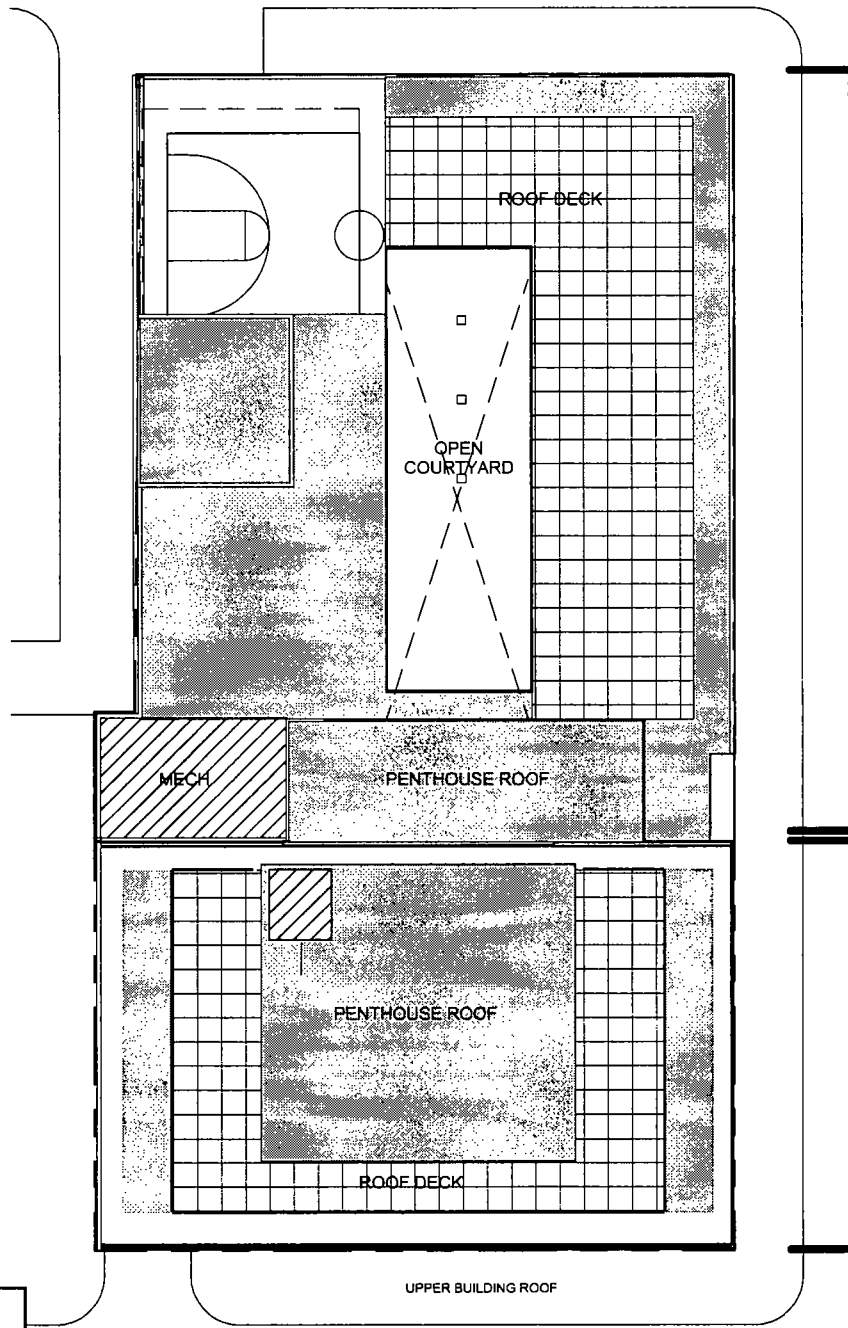 ROOF DECK
OPEN
COURTYARD
MECH
PENTHOUSE ROOF
PENTHOUSE ROOF
ROOF DECK
UPPER BUILDING ROOF